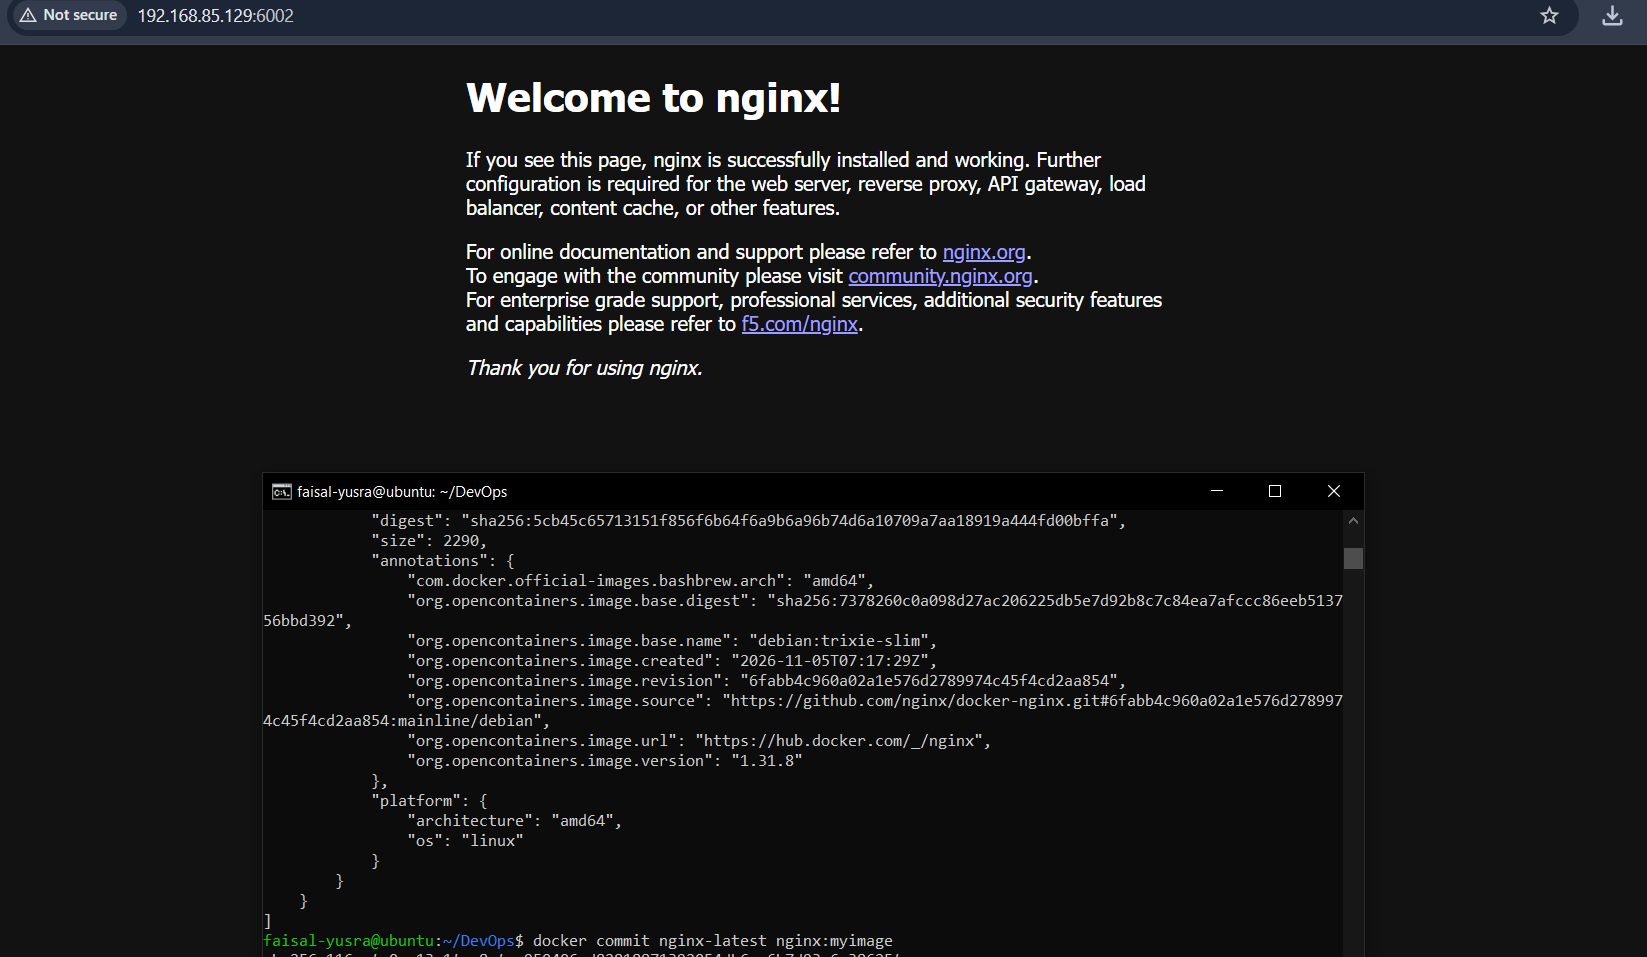 Not secure 192.168.85.129:6002
Welcome to nginx!
If you see this page, nginx is successfully installed and working. Further
configuration is required for the web server, reverse proxy, API gateway, load
balancer, content cache, or other features.
For online documentation and support please refer to nginx.org.
To engage with the community please visit community.nginx.org.
For enterprise grade support, professional services, additional security features
and capabilities please refer to f5.com/nginx.
Thank you for using nginx.
faisal-yusra@ubuntu: ~/DevOps
"digest": "sha256:5cb45c65713151f856f6b64f6a9b6a96b74d6a10709a7aa18919a444fd00bffa",
"size": 2290,
"annotations": {
"com.docker.official-images.bashbrew.arch": "amd64",
"org.opencontainers.image.base.digest": "sha256:7378260c0a098d27ac206225db5e7d92b8c7c84ea7afccc86eeb5137
56bbd392",
"org.opencontainers.image.base.name": "debian:trixie-slim",
"org.opencontainers.image.created": "2026-11-05T07:17:29Z",
"org.opencontainers.image.revision": "6fabb4c960a02a1e576d2789974c45f4cd2aa854",
"org.opencontainers.image.source": "https://github.com/nginx/docker-nginx.git#6fabb4c960a02a1e576d278997
4c45f4cd2aa854:mainline/debian",
"org.opencontainers.image.url": "https://hub.docker.com/_/nginx",
"org.opencontainers.image.version": "1.31.8"
},
"platform": {
"architecture": "amd64",
"os": "linux"
}
}
}
]
faisal-yusra@ubuntu:~/DevOps$ docker commit nginx-latest nginx:myimage